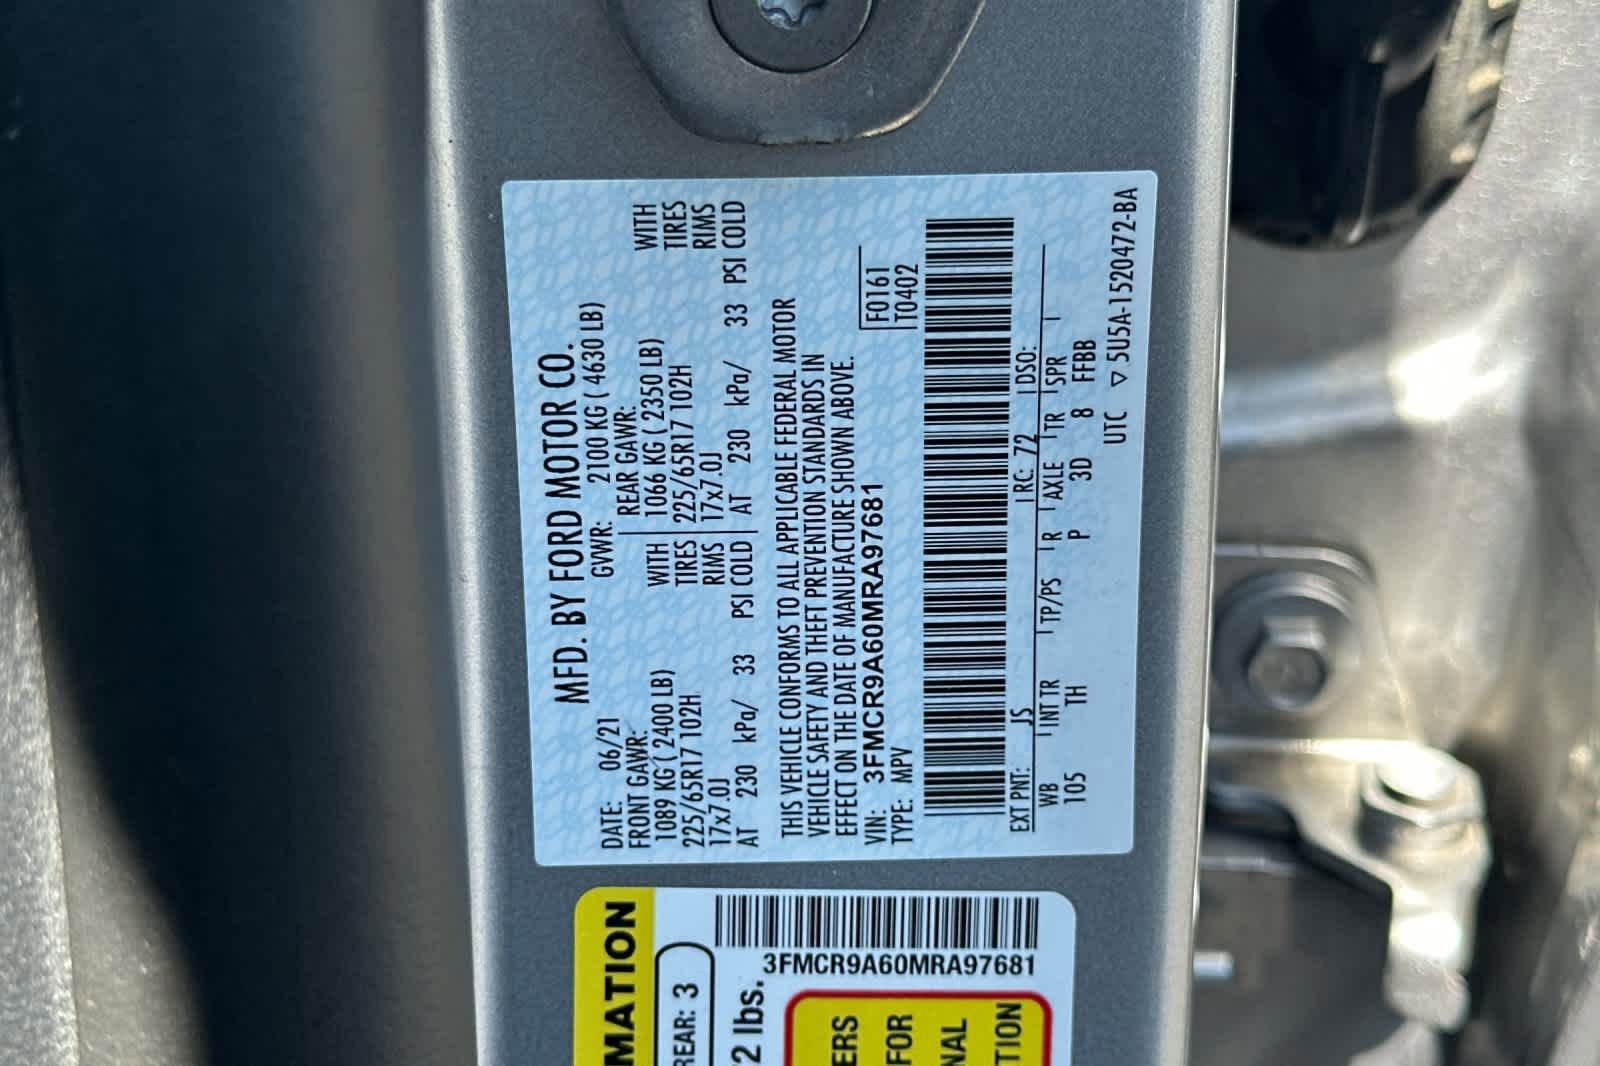 MFD. BY FORD MOTOR CO.
DATE: 06/21 GVWR: 2100 KG ( 4630 LB)
FRONT GAWR: REAR GAWR:
1089 KG ( 2400 LB) WITH 1066 KG ( 2350 LB) WITH
225/65R17 102H TIRES 225/65R17 102H TIRES
17x7.0J RIMS 17x7.0J RIMS
AT 230 kPa/ 33 PSI COLD AT 230 kPa/ 33 PSI COLD
THIS VEHICLE CONFORMS TO ALL APPLICABLE FEDERAL MOTOR
VEHICLE SAFETY AND THEFT PREVENTION STANDARDS IN
EFFECT ON THE DATE OF MANUFACTURE SHOWN ABOVE.
VIN: 3FMCR9A60MRA97681 F0161
TYPE: MPV T0402
EXT PNT: JS RC: 72 DSO:
WB INT TR TP/PS R AXLE TR SPR
105 TH P 3D 8 FFBB
UTC ▽ 5U5A-1520472-BA
MATION
REAR: 3
2 lbs.
3FMCR9A60MRA97681
ERS
FOR
NAL
TION